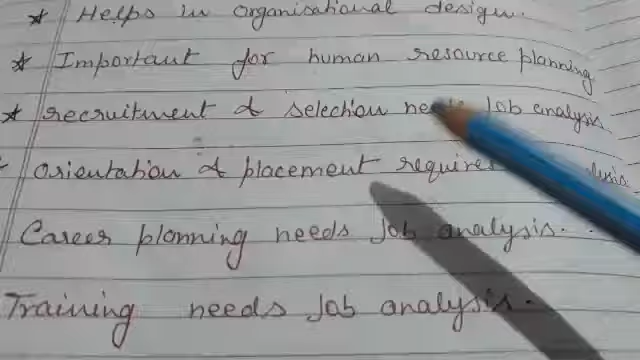 * Helps in organisational design.
* Important for human resource planning
* recruitment & selection needs Job analysis.
- orientation & placement requires
Career planning needs Job analysis.
Training needs Job analysis.